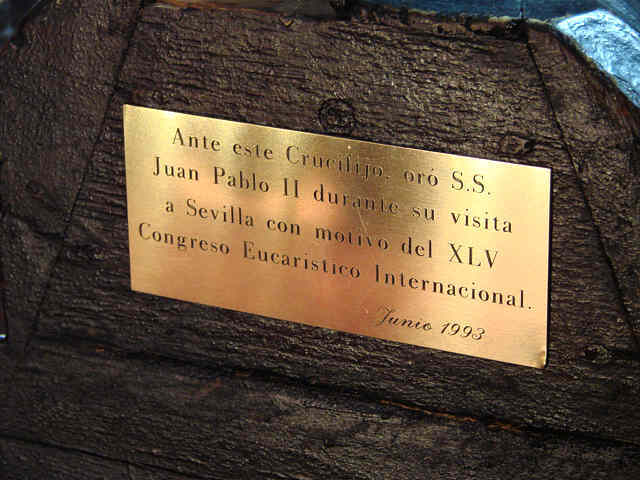 Ante este Crucifijo, oró S.S.
Juan Pablo II durante su visita
a Sevilla con motivo del XLV
Congreso Eucaristico Internacional.
Junio 1993